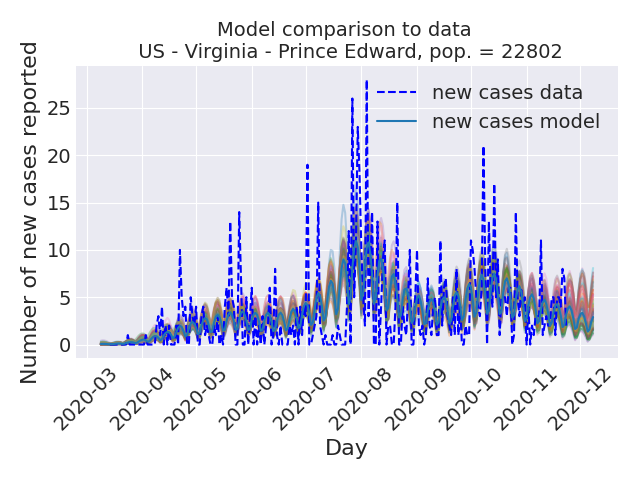 Model comparison to data
US - Virginia - Prince Edward, pop. = 22802
Number of new cases reported
25
20
15
10
5
0
new cases data
new cases model
2020-03
2020-04
2020-05
2020-06
2020-07
2020-08
2020-09
2020-10
2020-11
2020-12
Day